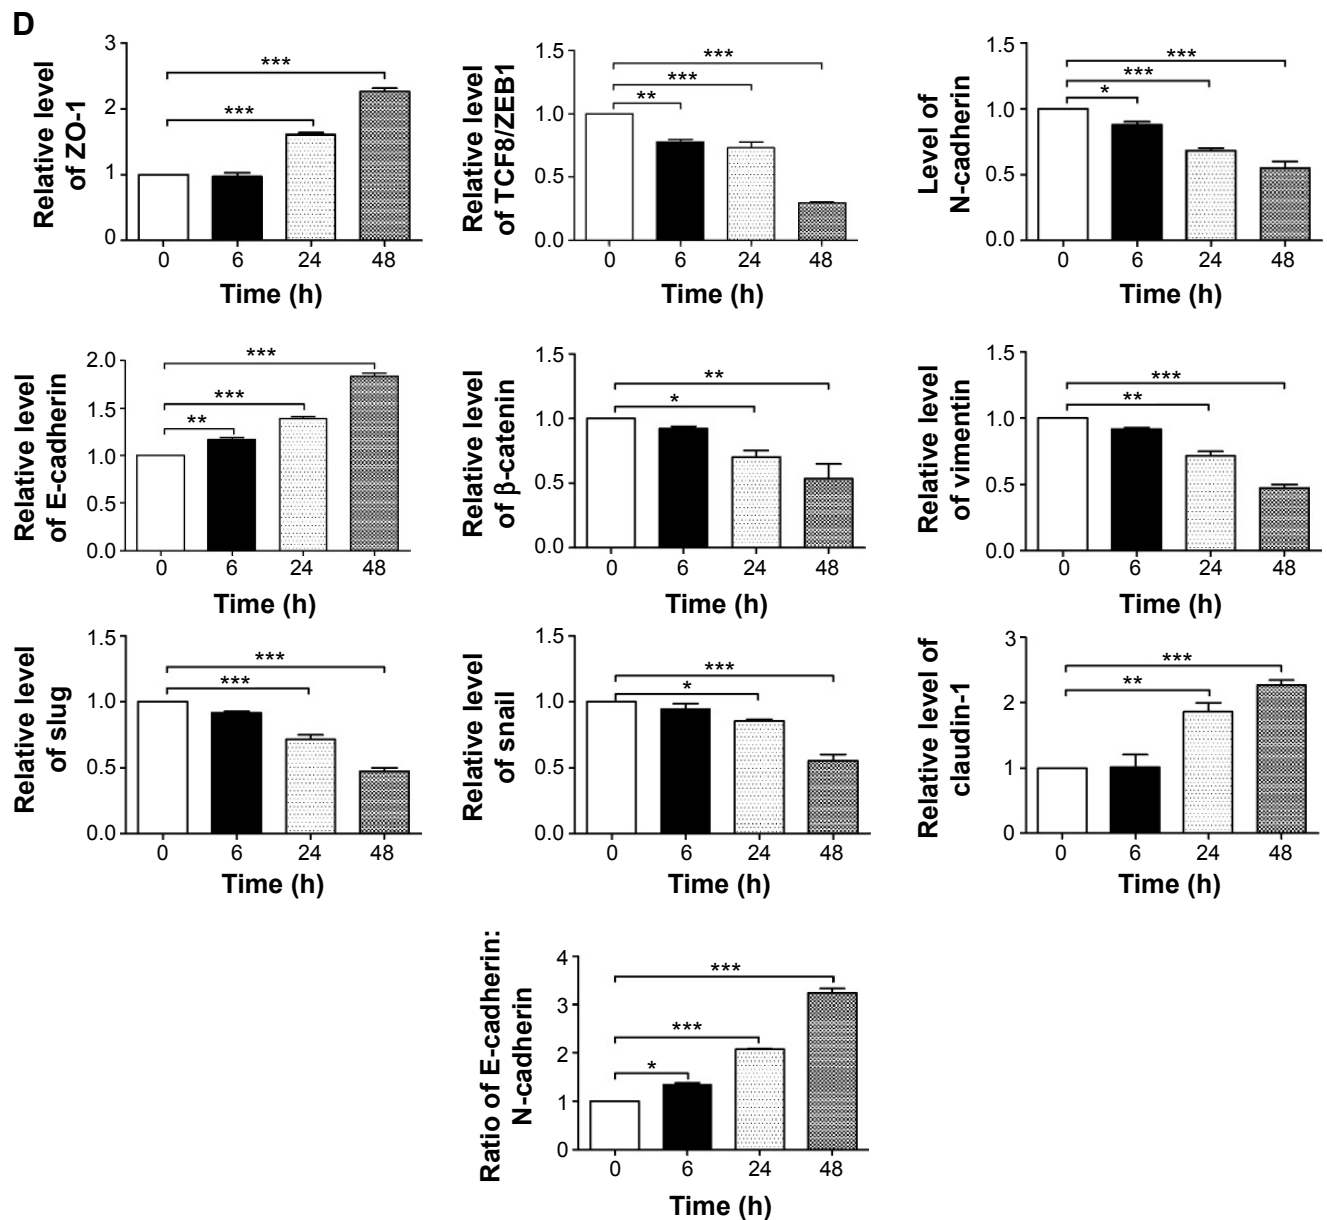 D
Relative level
of ZO-1
3
2
1
0
***
***
0 6 24 48
Time (h)
Relative level
of TCF8/ZEB1
1.5
1.0
0.5
0.0
***
***
**
0 6 24 48
Time (h)
Level of
N-cadherin
1.5
1.0
0.5
0.0
***
***
*
0 6 24 48
Time (h)
Relative level
of E-cadherin
2.0
1.5
1.0
0.5
0.0
***
***
**
0 6 24 48
Time (h)
Relative level
of β-catenin
1.5
1.0
0.5
0.0
**
*
0 6 24 48
Time (h)
Relative level
of vimentin
1.5
1.0
0.5
0.0
***
**
0 6 24 48
Time (h)
Relative level
of slug
1.5
1.0
0.5
0.0
***
***
0 6 24 48
Time (h)
Relative level
of snail
1.5
1.0
0.5
0.0
***
*
0 6 24 48
Time (h)
Relative level of
claudin-1
3
2
1
0
***
**
0 6 24 48
Time (h)
Ratio of E-cadherin:
N-cadherin
4
3
2
1
0
***
***
*
0 6 24 48
Time (h)